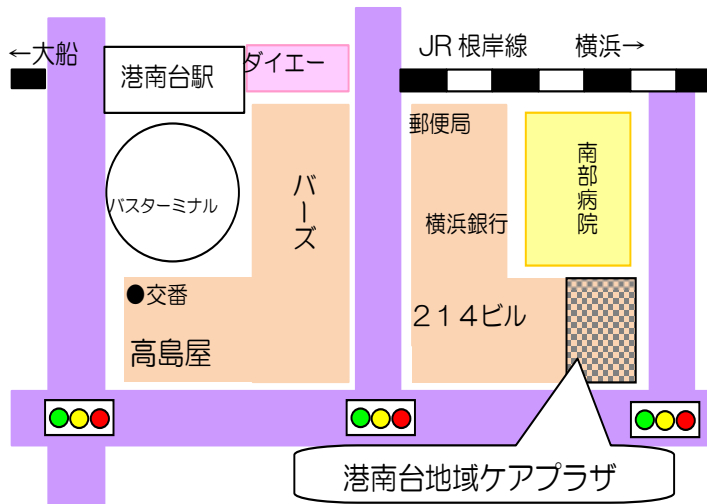 ←大船
JR根岸線
横浜→
港南台駅
ダイエー
郵便局
南部病院
バーズ
バスターミナル
横浜銀行
●交番
214ビル
高島屋
港南台地域ケアプラザ